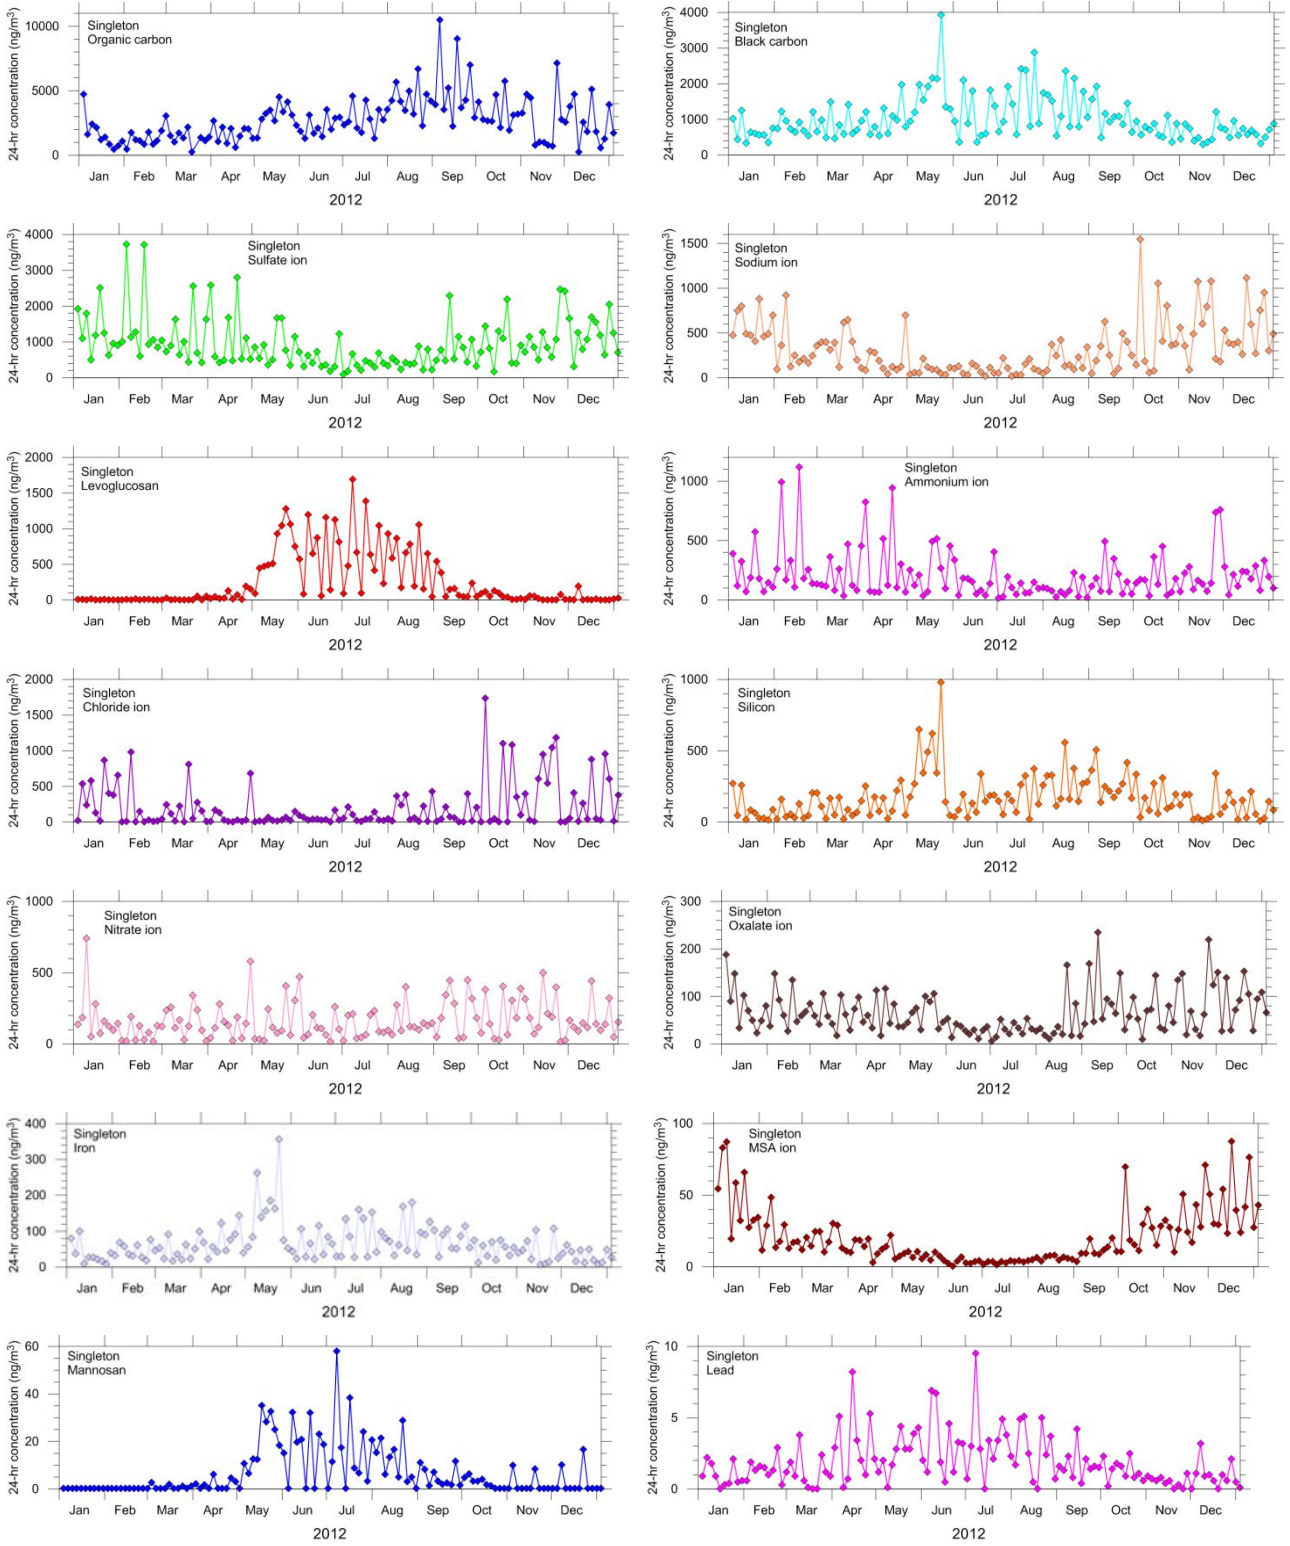 Singleton
Organic carbon
24-hr concentration (ng/m³)
10000
5000
0
Jan Feb Mar Apr May Jun Jul Aug Sep Oct Nov Dec
2012
Singleton
Black carbon
24-hr concentration (ng/m³)
4000
3000
2000
1000
0
Jan Feb Mar Apr May Jun Jul Aug Sep Oct Nov Dec
2012
Singleton
Sulfate ion
24-hr concentration (ng/m³)
4000
3000
2000
1000
0
Jan Feb Mar Apr May Jun Jul Aug Sep Oct Nov Dec
2012
Singleton
Sodium ion
24-hr concentration (ng/m³)
1500
1000
500
0
Jan Feb Mar Apr May Jun Jul Aug Sep Oct Nov Dec
2012
Singleton
Levoglucosan
24-hr concentration (ng/m³)
2000
1500
1000
500
0
Jan Feb Mar Apr May Jun Jul Aug Sep Oct Nov Dec
2012
Singleton
Ammonium ion
24-hr concentration (ng/m³)
1000
500
0
Jan Feb Mar Apr May Jun Jul Aug Sep Oct Nov Dec
2012
Singleton
Chloride ion
24-hr concentration (ng/m³)
2000
1500
1000
500
0
Jan Feb Mar Apr May Jun Jul Aug Sep Oct Nov Dec
2012
Singleton
Silicon
24-hr concentration (ng/m³)
1000
500
0
Jan Feb Mar Apr May Jun Jul Aug Sep Oct Nov Dec
2012
Singleton
Nitrate ion
24-hr concentration (ng/m³)
1000
500
0
Jan Feb Mar Apr May Jun Jul Aug Sep Oct Nov Dec
2012
Singleton
Oxalate ion
24-hr concentration (ng/m³)
300
200
100
0
Jan Feb Mar Apr May Jun Jul Aug Sep Oct Nov Dec
2012
Singleton
Iron
24-hr concentration (ng/m³)
400
300
200
100
0
Jan Feb Mar Apr May Jun Jul Aug Sep Oct Nov Dec
2012
Singleton
MSA ion
24-hr concentration (ng/m³)
100
50
0
Jan Feb Mar Apr May Jun Jul Aug Sep Oct Nov Dec
2012
Singleton
Mannosan
24-hr concentration (ng/m³)
60
40
20
0
Jan Feb Mar Apr May Jun Jul Aug Sep Oct Nov Dec
2012
Singleton
Lead
24-hr concentration (ng/m³)
10
5
0
Jan Feb Mar Apr May Jun Jul Aug Sep Oct Nov Dec
2012